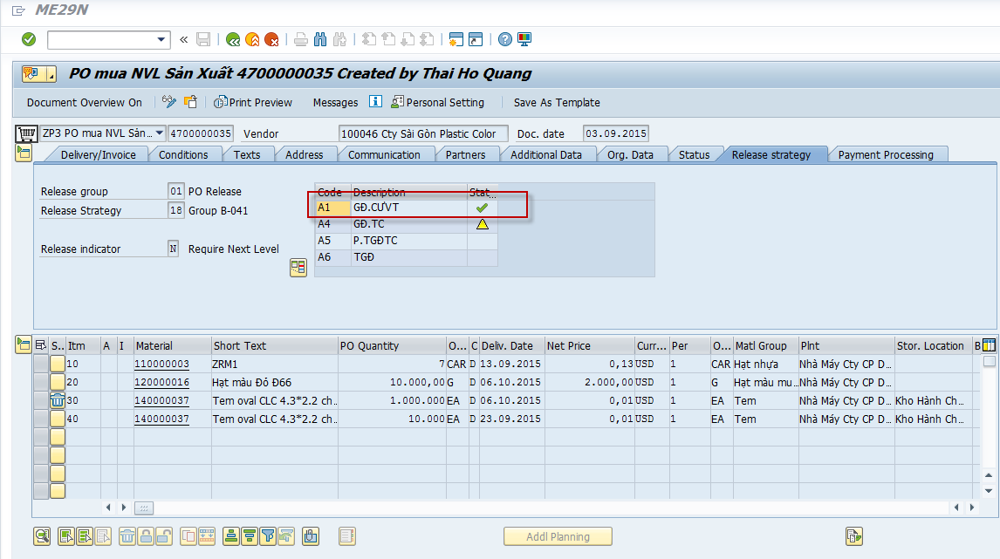 ME29N
PO mua NVL Sản Xuất 4700000035 Created by Thai Ho Quang
Document Overview On Print Preview Messages Personal Setting Save As Template
ZP3 PO mua NVL Sản... 4700000035 Vendor 100046 Cty Sài Gòn Plastic Color Doc. date 03.09.2015
Delivery/Invoice Conditions Texts Address Communication Partners Additional Data Org. Data Status Release strategy Payment Processing
Release group 01 PO Release
Release Strategy 18 Group B-041
Release indicator N Require Next Level
Code Description Stat...
A1 GĐ.CƯVT
A4 GĐ.TC
A5 P.TGĐTC
A6 TGĐ
S.. Itm A I Material Short Text PO Quantity O... C Deliv. Date Net Price Curr... Per O... Matl Group Plnt Stor. Location B
10 110000003 ZRM1 7 CAR D 13.09.2015 0,13 USD 1 CAR Hạt nhựa Nhà Máy Cty CP D...
20 120000016 Hạt màu Đỏ Đ66 10.000,00 G D 06.10.2015 2.000,00 USD 1 G Hạt màu mu... Nhà Máy Cty CP D...
30 140000037 Tem oval CLC 4.3*2.2 ch.. 1.000.000 EA D 06.10.2015 0,01 USD 1 EA Tem Nhà Máy Cty CP D... Kho Hành Ch...
40 140000037 Tem oval CLC 4.3*2.2 ch.. 10.000 EA D 23.09.2015 0,01 USD 1 EA Tem Nhà Máy Cty CP D... Kho Hành Ch...
Addl Planning